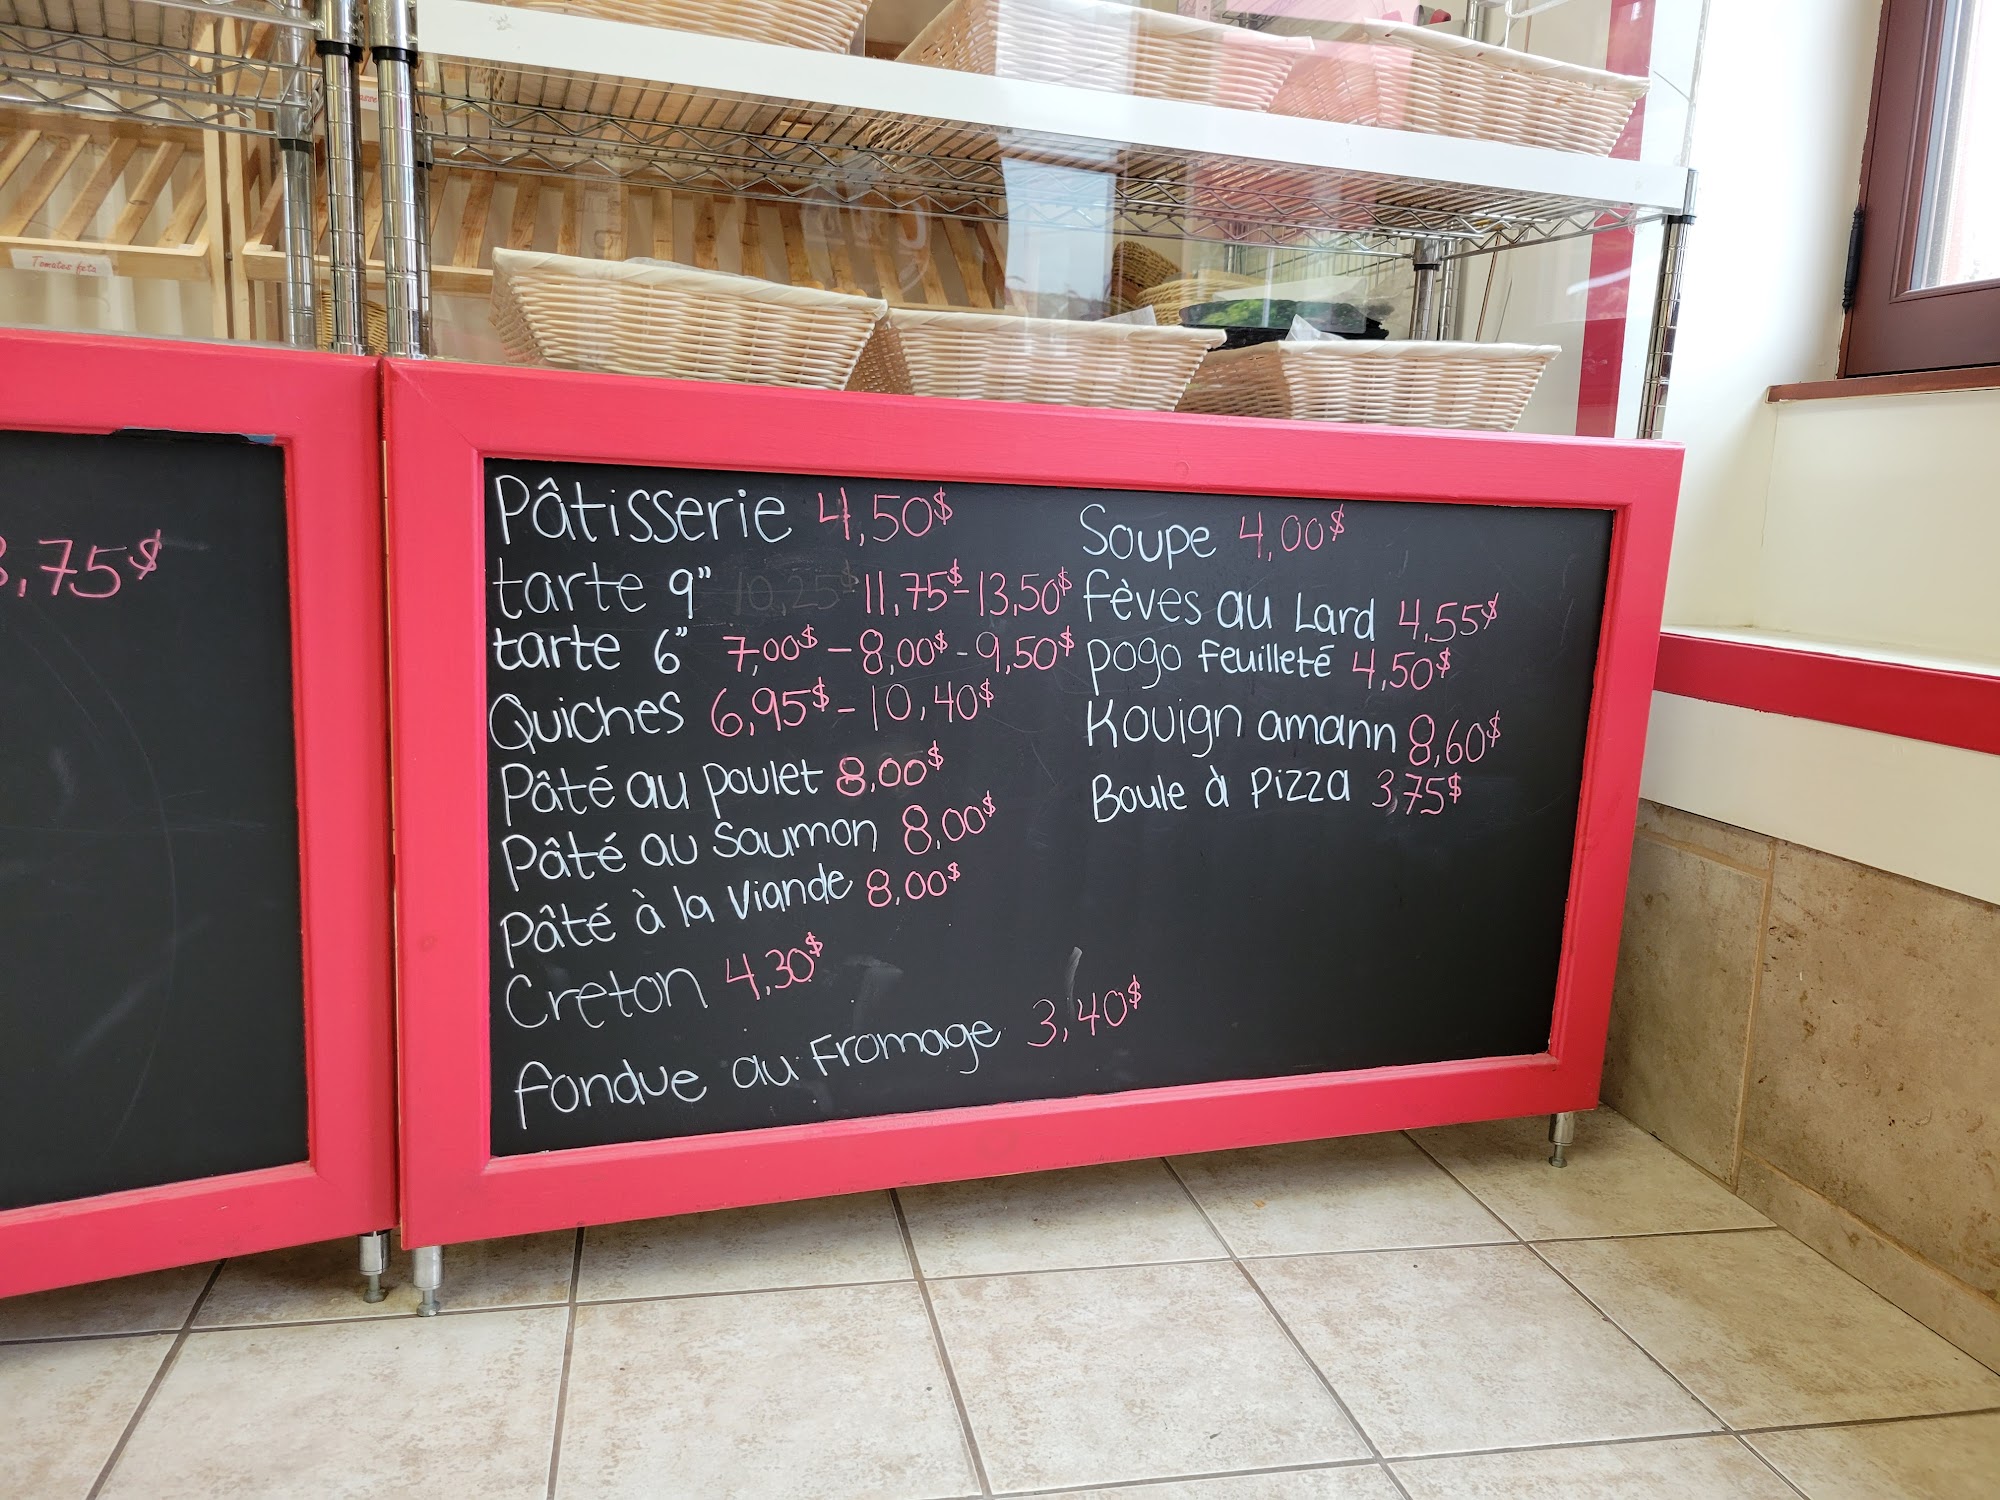 Tomates feta
,75$
Pâtisserie 4,50$
tarte 9" 10,25$ 11,75$-13,50$
tarte 6" 7,00$-8,00$-9,50$
Quiches 6,95$-10,40$
Pâté au poulet 8,00$
Pâté au Saumon 8,00$
Pâté à la Viande 8,00$
Creton 4,30$
fondue au Fromage 3,40$
Soupe 4,00$
fèves au Lard 4,55$
pogo feuilleté 4,50$
Kouign amann 8,60$
Boule à Pizza 3,75$